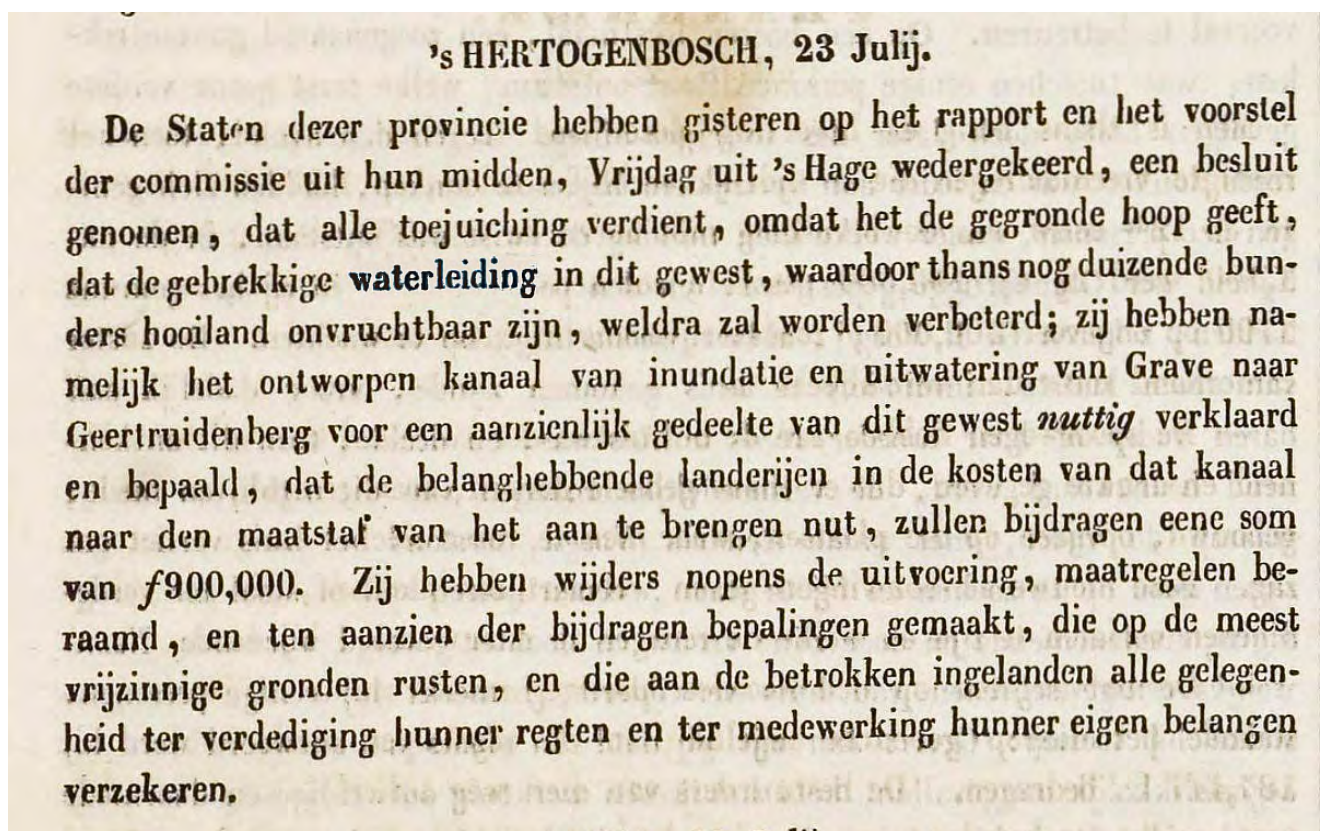 's HERTOGENBOSCH, 23 Julij.
De Staten dezer provincie hebben gisteren op het rapport en het voorstel
der commissie uit hun midden, Vrijdag uit 's Hage wedergekeerd, een besluit
genomen, dat alle toejuiching verdient, omdat het de gegronde hoop geeft,
dat de gebrekkige waterleiding in dit gewest, waardoor thans nog duizende bun-
ders hooiland onvruchtbaar zijn, weldra zal worden verbeterd; zij hebben na-
melijk het ontworpen kanaal van inundatie en uitwatering van Grave naar
Geertruidenberg voor een aanzienlijk gedeelte van dit gewest nuttig verklaard
en bepaald, dat de belanghebbende landerijen in de kosten van dat kanaal
naar den maatstaf van het aan te brengen nut, zullen bijdragen eene som
van ƒ900,000. Zij hebben wijders nopens de uitvoering, maatregelen be-
raamd, en ten aanzien der bijdragen bepalingen gemaakt, die op de meest
vrijzinnige gronden rusten, en die aan de betrokken ingelanden alle gelegen-
heid ter verdediging hunner regten en ter medewerking hunner eigen belangen
verzekeren.